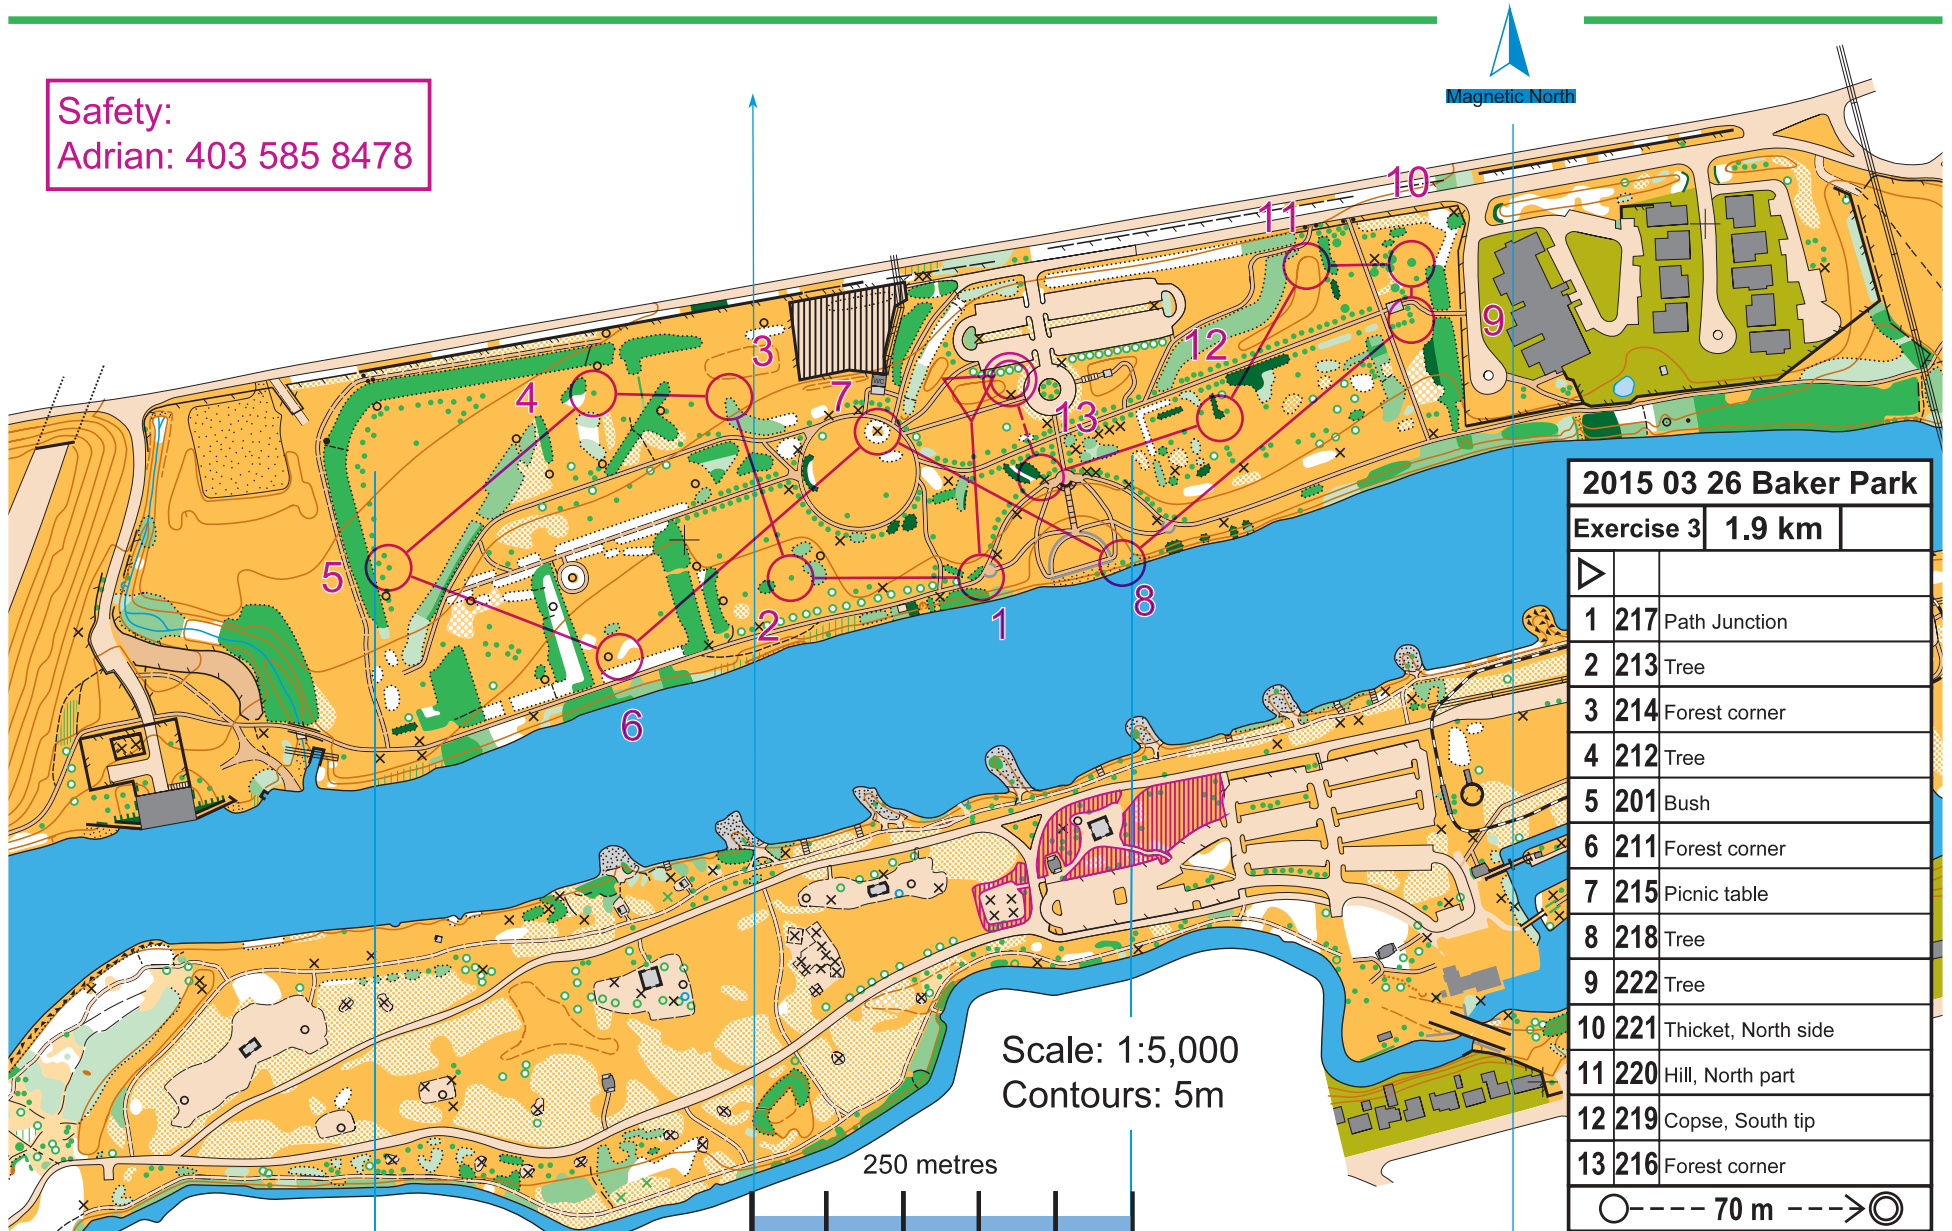 Magnetic North
Safety:
Adrian: 403 585 8478
10
11
9
12
3
4
7
13
5
2
1
8
6
WC
2015 03 26 Baker Park
Exercise 3 1.9 km
1 217 Path Junction
2 213 Tree
3 214 Forest corner
4 212 Tree
5 201 Bush
6 211 Forest corner
7 215 Picnic table
8 218 Tree
9 222 Tree
10 221 Thicket, North side
11 220 Hill, North part
12 219 Copse, South tip
13 216 Forest corner
70 m
Scale: 1:5,000
Contours: 5m
250 metres